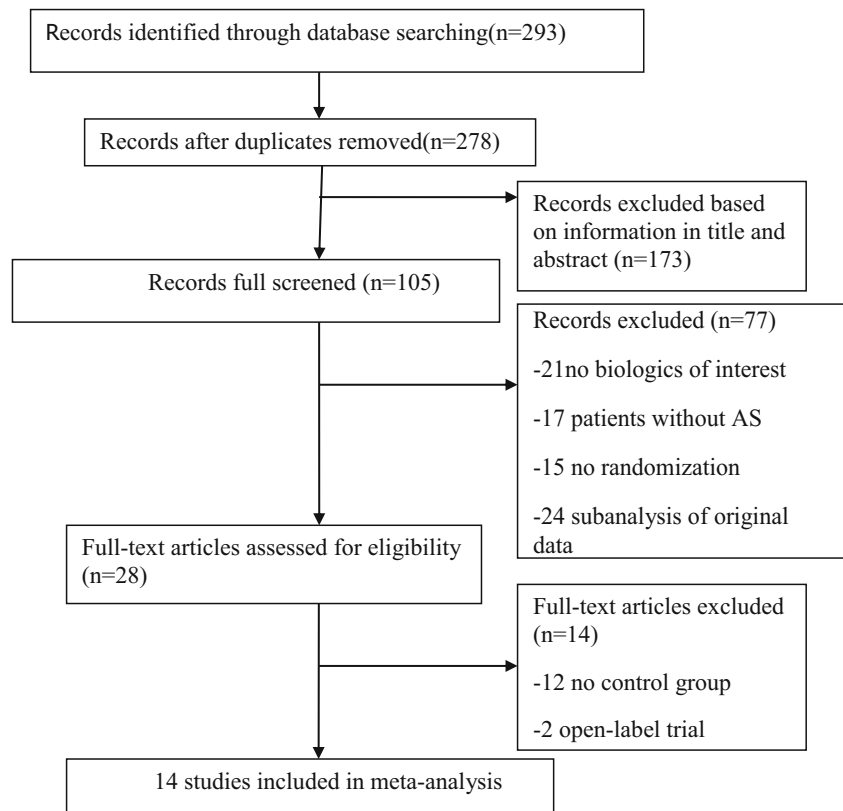 Records identified through database searching(n=293)
Records after duplicates removed(n=278)
Records excluded based
on information in title and
abstract (n=173)
Records full screened (n=105)
Records excluded (n=77)
-21no biologics of interest
-17 patients without AS
-15 no randomization
-24 subanalysis of original
data
Full-text articles assessed for eligibility
(n=28)
Full-text articles excluded
(n=14)
-12 no control group
-2 open-label trial
14 studies included in meta-analysis